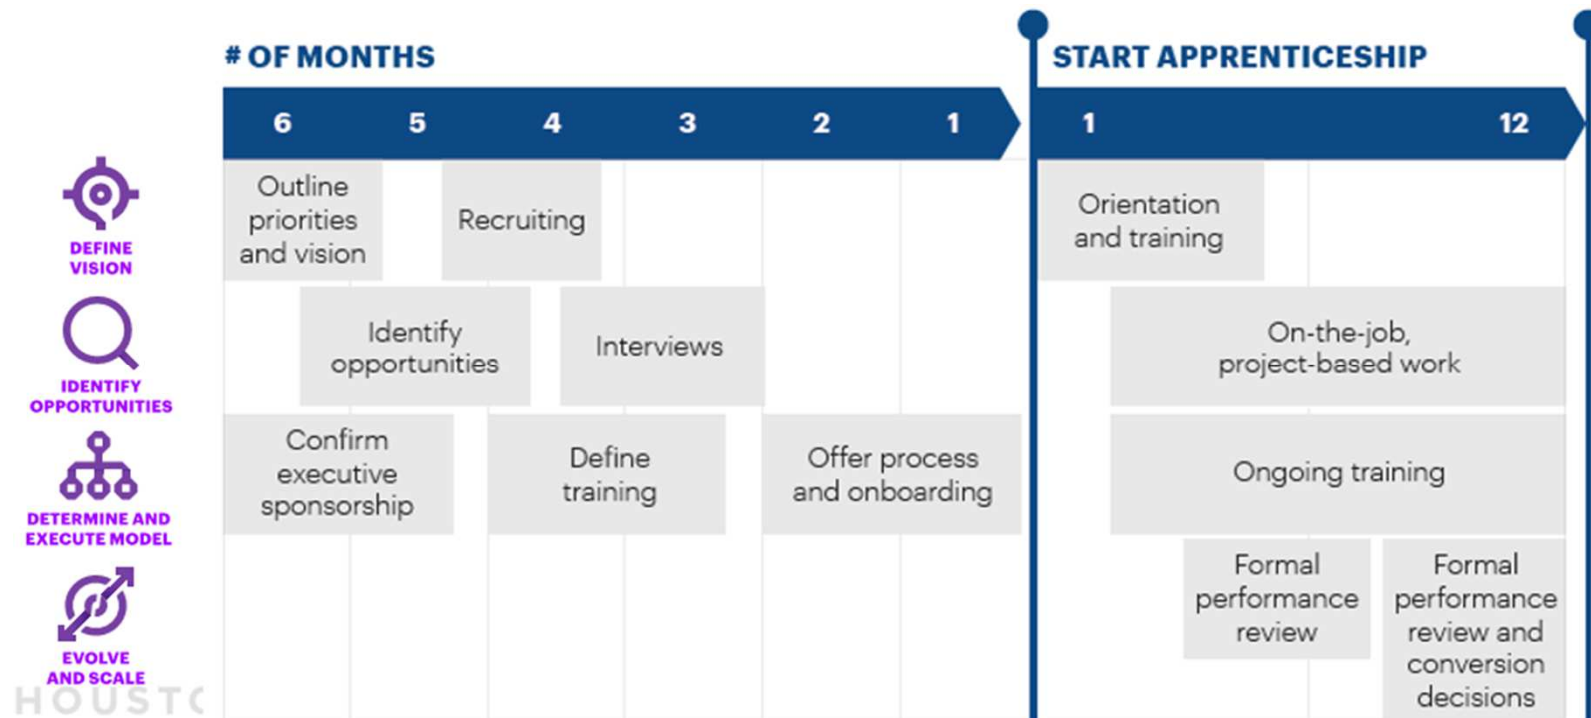 # OF MONTHS
START APPRENTICESHIP
6 5 4 3 2 1
1 12
DEFINE
VISION
Outline
priorities
and vision
Recruiting
Orientation
and training
IDENTIFY
OPPORTUNITIES
Identify
opportunities
Interviews
On-the-job,
project-based work
DETERMINE AND
EXECUTE MODEL
Confirm
executive
sponsorship
Define
training
Offer process
and onboarding
Ongoing training
EVOLVE
AND SCALE
Formal
performance
review
Formal
performance
review and
conversion
decisions